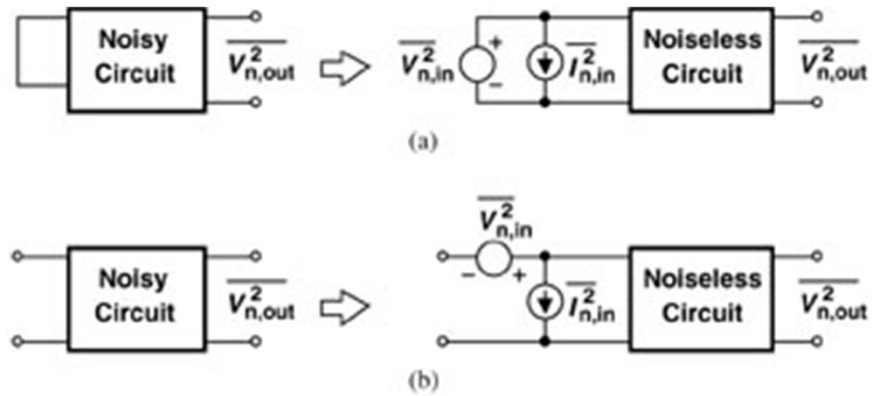 Noisy
Circuit
V²n,out
V²n,in
+
−
I²n,in
Noiseless
Circuit
V²n,out
(a)
Noisy
Circuit
V²n,out
V²n,in
−
+
I²n,in
Noiseless
Circuit
V²n,out
(b)